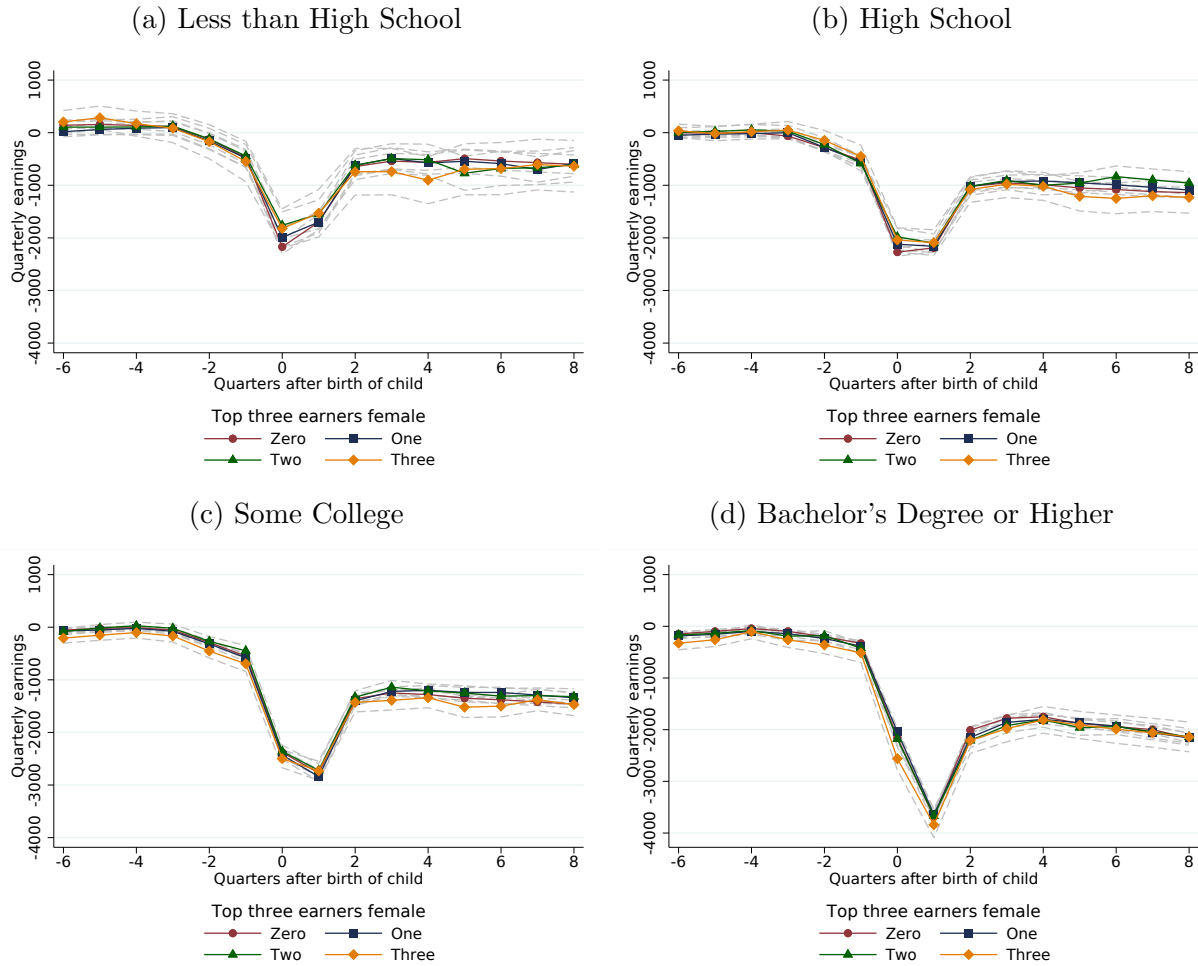 (a) Less than High School
Quarterly earnings
1000
0
-1000
-2000
-3000
-4000
-6 -4 -2 0 2 4 6 8
Quarters after birth of child
Top three earners female
Zero One
Two Three
(b) High School
Quarterly earnings
1000
0
-1000
-2000
-3000
-4000
-6 -4 -2 0 2 4 6 8
Quarters after birth of child
Top three earners female
Zero One
Two Three
(c) Some College
Quarterly earnings
1000
0
-1000
-2000
-3000
-4000
-6 -4 -2 0 2 4 6 8
Quarters after birth of child
Top three earners female
Zero One
Two Three
(d) Bachelor's Degree or Higher
Quarterly earnings
1000
0
-1000
-2000
-3000
-4000
-6 -4 -2 0 2 4 6 8
Quarters after birth of child
Top three earners female
Zero One
Two Three